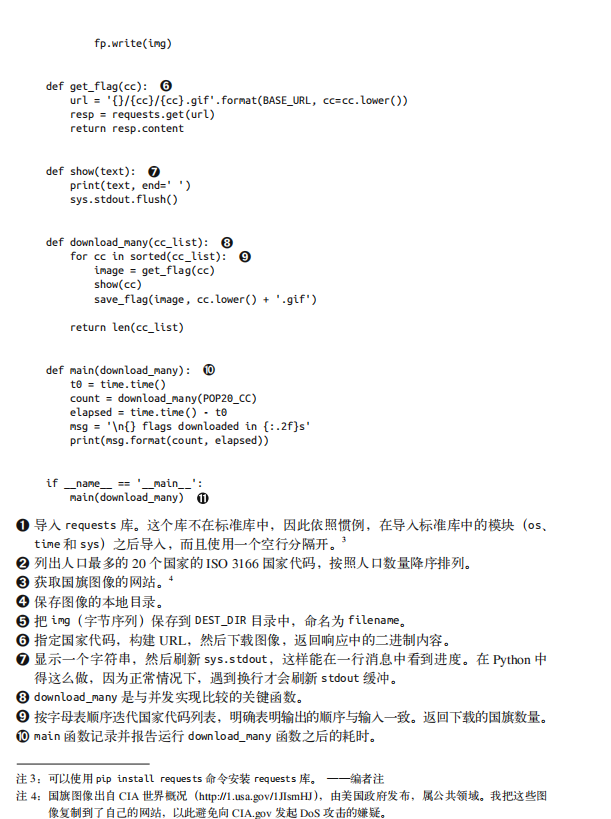 fp.write(img)
def get_flag(cc): ❻
    url = '{}/{cc}/{cc}.gif'.format(BASE_URL, cc=cc.lower())
    resp = requests.get(url)
    return resp.content
def show(text): ❼
    print(text, end=' ')
    sys.stdout.flush()
def download_many(cc_list): ❽
    for cc in sorted(cc_list): ❾
        image = get_flag(cc)
        show(cc)
        save_flag(image, cc.lower() + '.gif')
    return len(cc_list)
def main(download_many): ❿
    t0 = time.time()
    count = download_many(POP20_CC)
    elapsed = time.time() - t0
    msg = '\n{} flags downloaded in {:.2f}s'
    print(msg.format(count, elapsed))
if __name__ == '__main__':
    main(download_many) ⓫
❶ 导入 requests 库。这个库不在标准库中，因此依照惯例，在导入标准库中的模块（os、
time 和 sys）之后导入，而且使用一个空行分隔开。3
❷ 列出人口最多的 20 个国家的 ISO 3166 国家代码，按照人口数量降序排列。
❸ 获取国旗图像的网站。4
❹ 保存图像的本地目录。
❺ 把 img（字节序列）保存到 DEST_DIR 目录中，命名为 filename。
❻ 指定国家代码，构建 URL，然后下载图像，返回响应中的二进制内容。
❼ 显示一个字符串，然后刷新 sys.stdout，这样能在一行消息中看到进度。在 Python 中
得这么做，因为正常情况下，遇到换行才会刷新 stdout 缓冲。
❽ download_many 是与并发实现比较的关键函数。
❾ 按字母表顺序迭代国家代码列表，明确表明输出的顺序与输入一致。返回下载的国旗数量。
❿ main 函数记录并报告运行 download_many 函数之后的耗时。
注 3：可以使用 pip install requests 命令安装 requests 库。 ——编者注
注 4：国旗图像出自 CIA 世界概况（http://1.usa.gov/1JIsmHJ），由美国政府发布，属公共领域。我把这些图
像复制到了自己的网站，以此避免向 CIA.gov 发起 DoS 攻击的嫌疑。